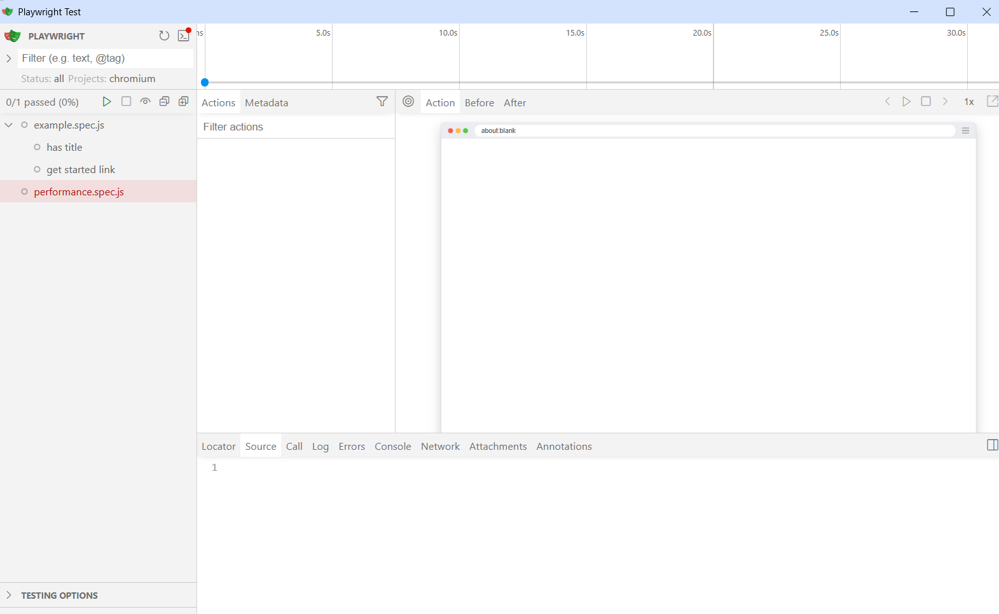 Playwright Test
PLAYWRIGHT
Filter (e.g. text, @tag)
Status: all Projects: chromium
0/1 passed (0%)
example.spec.js
has title
get started link
performance.spec.js
TESTING OPTIONS
ns 5.0s 10.0s 15.0s 20.0s 25.0s 30.0s
Actions Metadata
Filter actions
Action Before After 1x
about:blank
Locator Source Call Log Errors Console Network Attachments Annotations
1